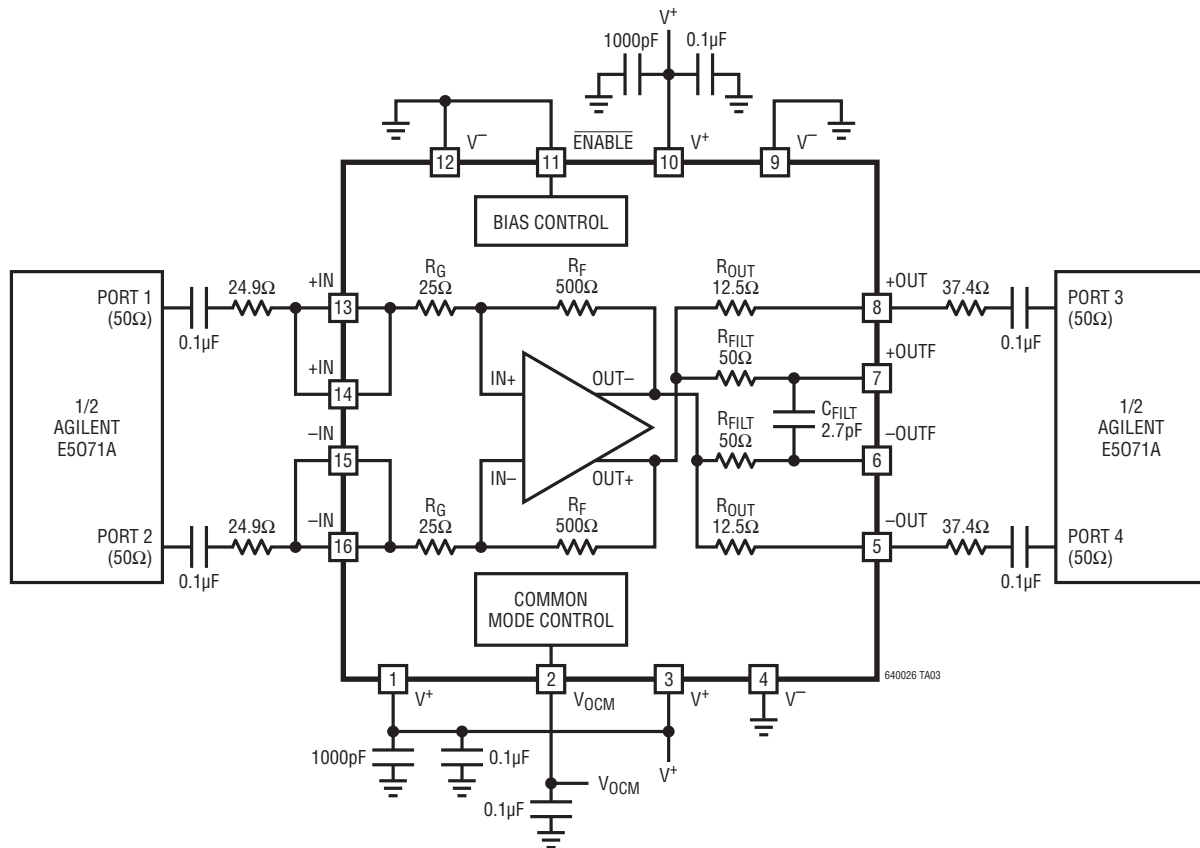 V+
1000pF
0.1µF
V−
ENABLE
V+
V−
12
11
10
9
BIAS CONTROL
PORT 1
(50Ω)
0.1µF
24.9Ω
+IN
13
RG
25Ω
RF
500Ω
ROUT
12.5Ω
8
+OUT
37.4Ω
0.1µF
PORT 3
(50Ω)
+IN
14
IN+
OUT−
RFILT
50Ω
7
+OUTF
1/2
AGILENT
E5O71A
CFILT
2.7pF
1/2
AGILENT
E5O71A
−IN
15
IN−
OUT+
RFILT
50Ω
6
−OUTF
PORT 2
(50Ω)
0.1µF
24.9Ω
−IN
16
RG
25Ω
RF
500Ω
ROUT
12.5Ω
5
−OUT
37.4Ω
0.1µF
PORT 4
(50Ω)
COMMON
MODE CONTROL
640026 TA03
1
2
3
4
V+
VOCM
V+
V−
1000pF
0.1µF
V+
VOCM
0.1µF